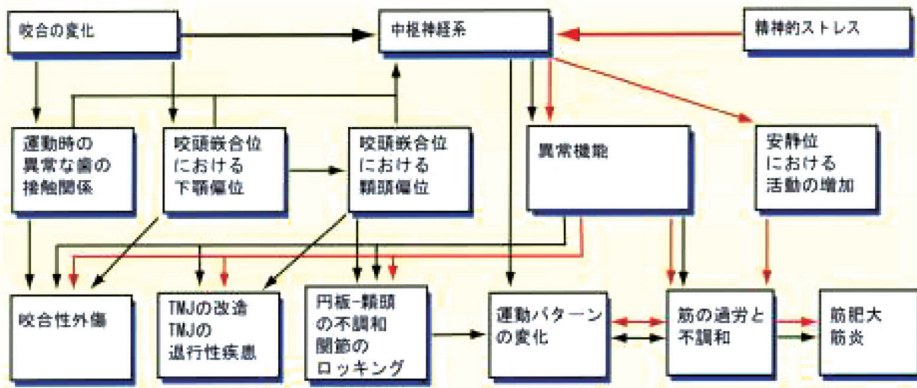 咬合の変化
中枢神経系
精神的ストレス
運動時の
異常な歯の
接触関係
咬頭嵌合位
における
下顎偏位
咬頭嵌合位
における
顆頭偏位
異常機能
安静位
における
活動の増加
咬合性外傷
TMJの改造
TMJの
退行性疾患
円板-顆頭
の不調和
関節の
ロッキング
運動パターン
の変化
筋の過労と
不調和
筋肥大
筋炎